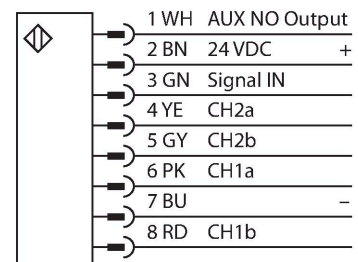 1 WH AUX NO Output
2 BN 24 VDC +
3 GN Signal IN
4 YE CH2a
5 GY CH2b
6 PK CH1a
7 BU –
8 RD CH1b